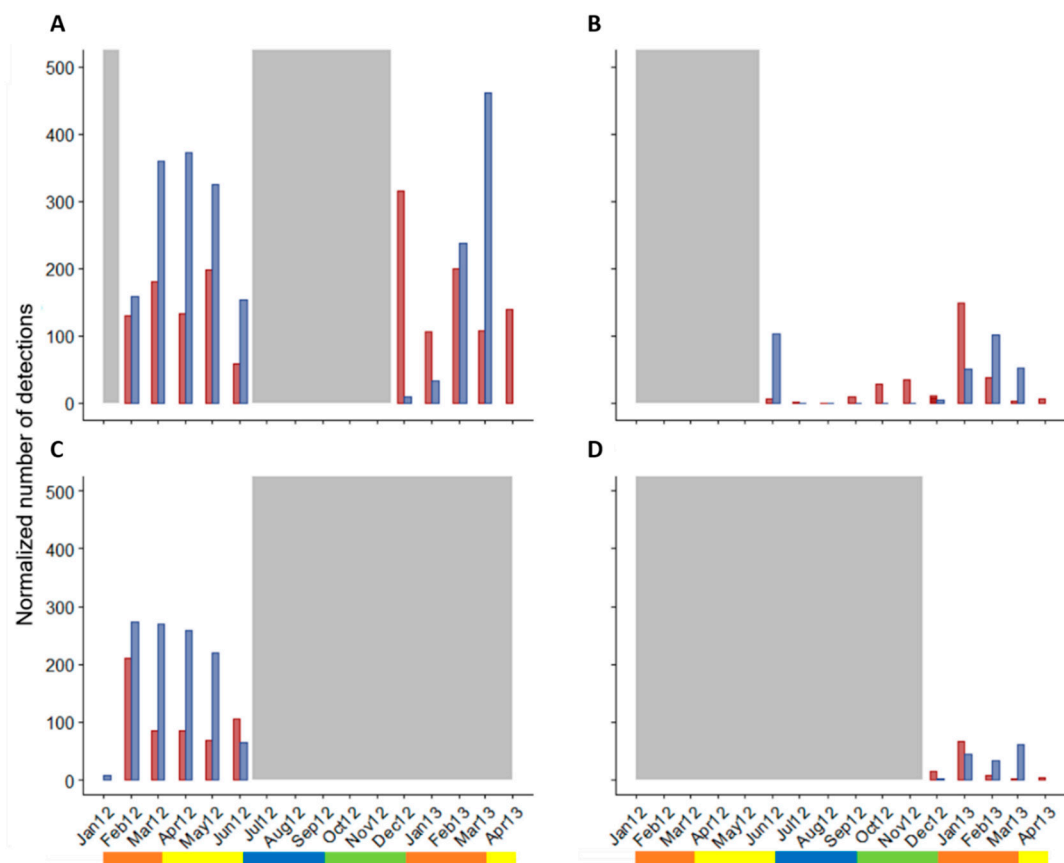 A
B
Normalized number of detections
500
400
300
200
100
0
C
D
500
400
300
200
100
0
Jan12
Feb12
Mar12
Apr12
May12
Jun12
Jul12
Aug12
Sep12
Oct12
Nov12
Dec12
Jan13
Feb13
Mar13
Apr13
Jan12
Feb12
Mar12
Apr12
May12
Jun12
Jul12
Aug12
Sep12
Oct12
Nov12
Dec12
Jan13
Feb13
Mar13
Apr13